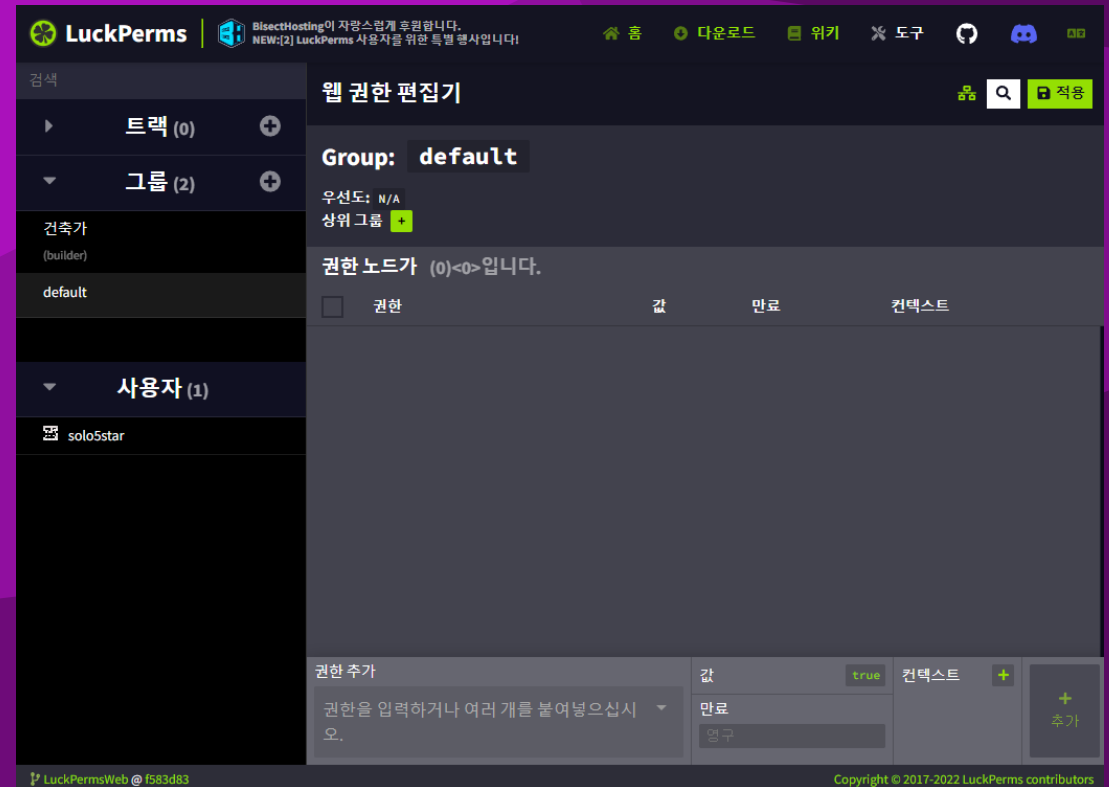 LuckPerms
BisectHosting이 자랑스럽게 후원합니다.
NEW:[2] LuckPerms 사용자를 위한 특별 행사입니다!
홈
다운로드
위키
도구
검색
트랙 (0)
그룹 (2)
건축가
(builder)
default
사용자 (1)
solo5star
웹 권한 편집기
적용
Group: default
우선도: N/A
상위 그룹 +
권한 노드가 (0)<0>입니다.
권한 값 만료 컨텍스트
권한 추가
권한을 입력하거나 여러 개를 붙여넣으십시
오.
값 true
만료
영구
컨텍스트 +
+
추가
LuckPermsWeb @ f583d83
Copyright © 2017-2022 LuckPerms contributors